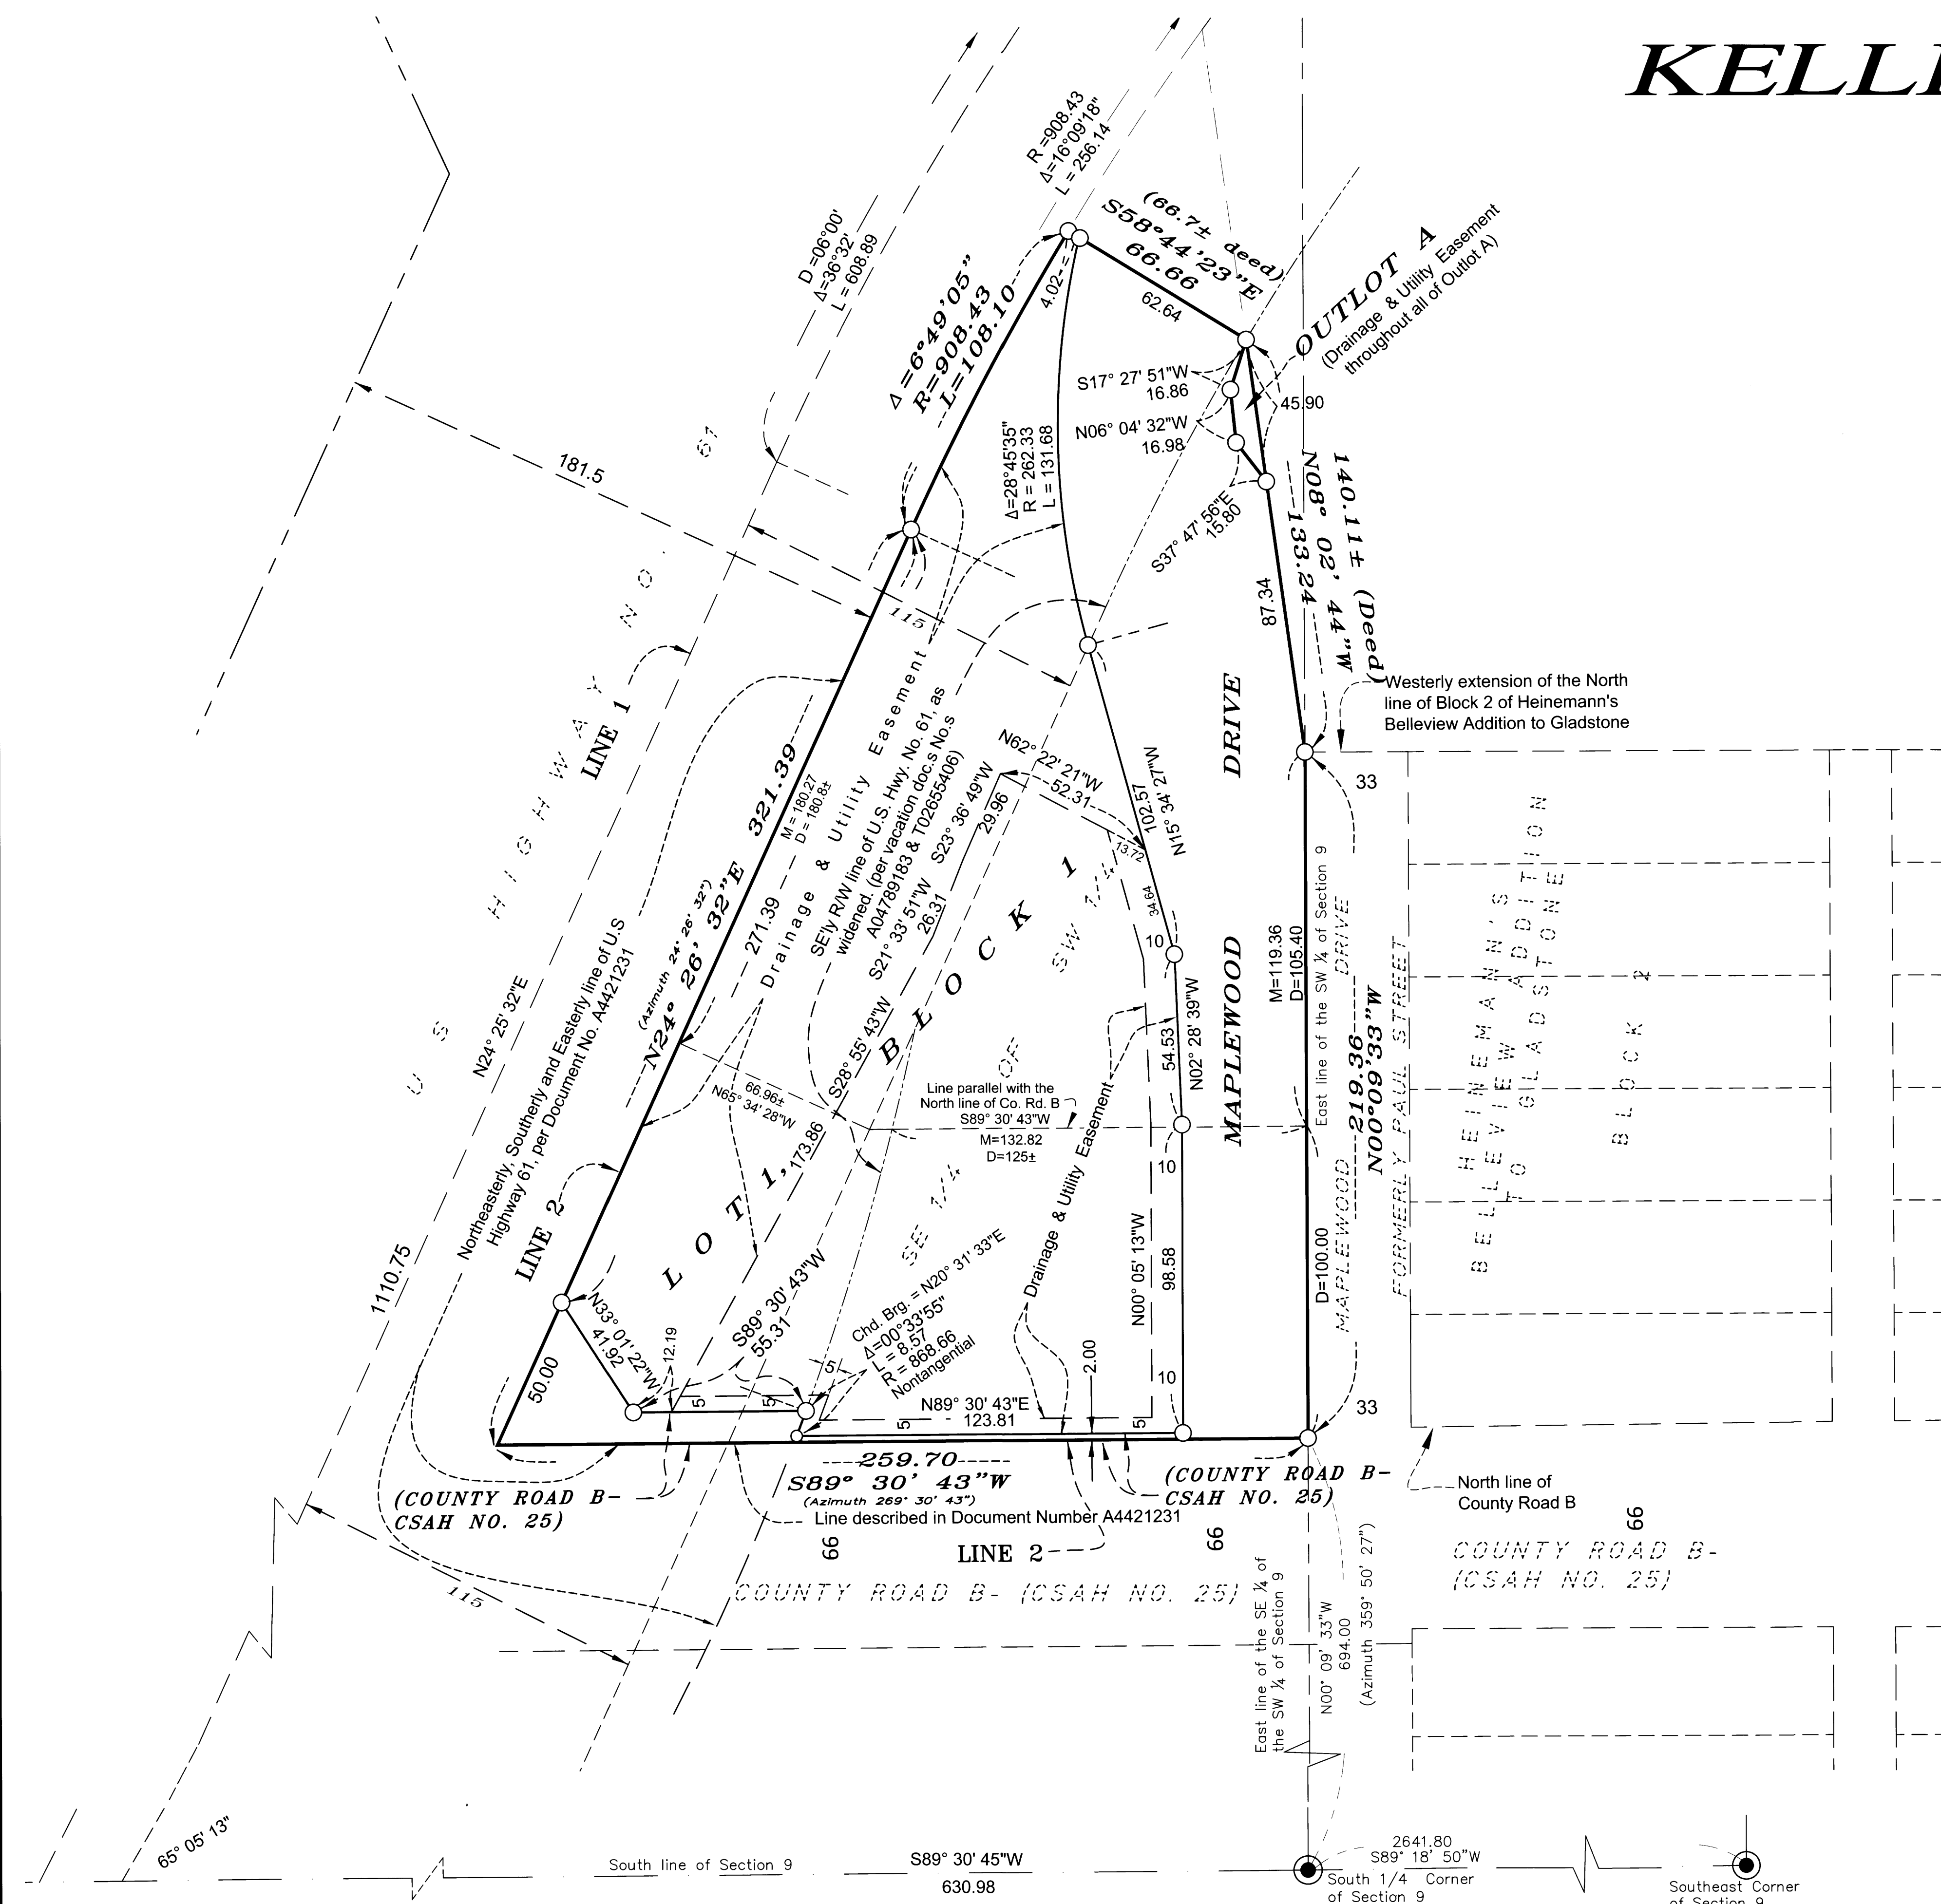 KELL
R =908.43
Δ=16°09'18"
L = 256.14
D =06°00'
Δ=36°32'
L = 608.89
(66.7± deed)
S58°44'23"E
66.66
62.64
4.02
Δ =6°49'05"
R=908.43
L=108.10
OUTLOT A
(Drainage & Utility Easement
throughout all of Outlot A)
S17° 27' 51"W
16.86
45.90
N06° 04' 32"W
16.98
S37° 47' 56"E
15.80
140.11± (Deed)
N08° 02' 44"W
133.24
87.34
181.5
61
115
Δ=28°45'35"
R = 262.33
L = 131.68
US HIGHWAY NO.
LINE 1
N24° 25' 32"E
1110.75
Northeasterly, Southerly and Easterly line of U.S
Highway 61, per Document No. A4421231
321.39
M = 180.27
D = 180.8±
(Azimuth 24° 26' 32")
N24° 26' 32"E
271.39
Drainage & Utility Easement
SE'ly R/W line of U.S. Hwy. No. 61, as
widened. (per vacation doc.s No.s
A04789183 & T02655406)
S23° 36' 49"W
29.96
S21° 33' 51"W
26.31
S28° 55' 43"W
173.86
N62° 22' 21"W
52.31
13.72
102.57
N15° 34' 27"W
34.64
10
LOT 1, BLOCK 1
SE 1/4 OF SW 1/4
66.96±
N65° 34' 28"W
Line parallel with the
North line of Co. Rd. B
S89° 30' 43"W
M=132.82
D=125±
Drainage & Utility Easement
54.53
N02° 28' 39"W
10
N00° 05' 13"W
98.58
10
2.00
MAPLEWOOD DRIVE
Westerly extension of the North
line of Block 2 of Heinemann's
Belleview Addition to Gladstone
33
M=119.36
D=105.40
East line of the SW ¼ of Section 9
MAPLEWOOD DRIVE
219.36
N00°09'33"W
FORMERLY PAUL STREET
D=100.00
33
HEINEMANN'S
BELLEVIEW ADDITION
TO GLADSTONE
BLOCK 2
LINE 2
50.00
N33° 01' 22"W
41.92
12.19
S89° 30' 43"W
55.31
5
5
5
Chd. Brg. = N20° 31' 33"E
Δ=00°33'55"
L = 8.57
R = 868.66
Nontangential
N89° 30' 43"E
123.81
5
5
259.70
S89° 30' 43"W
(Azimuth 269° 30' 43")
(COUNTY ROAD B-
CSAH NO. 25)
(COUNTY ROAD B-
CSAH NO. 25)
Line described in Document Number A4421231
LINE 2
66
66
66
North line of
County Road B
COUNTY ROAD B- (CSAH NO. 25)
COUNTY ROAD B-
(CSAH NO. 25)
115
East line of the SE ¼ of
the SW ¼ of Section 9
N00° 09' 33"W
694.00
(Azimuth 359° 50' 27")
65° 05' 13"
South line of Section 9
S89° 30' 45"W
630.98
2641.80
S89° 18' 50"W
South 1/4 Corner
of Section 9
Southeast Corner
of Section 9